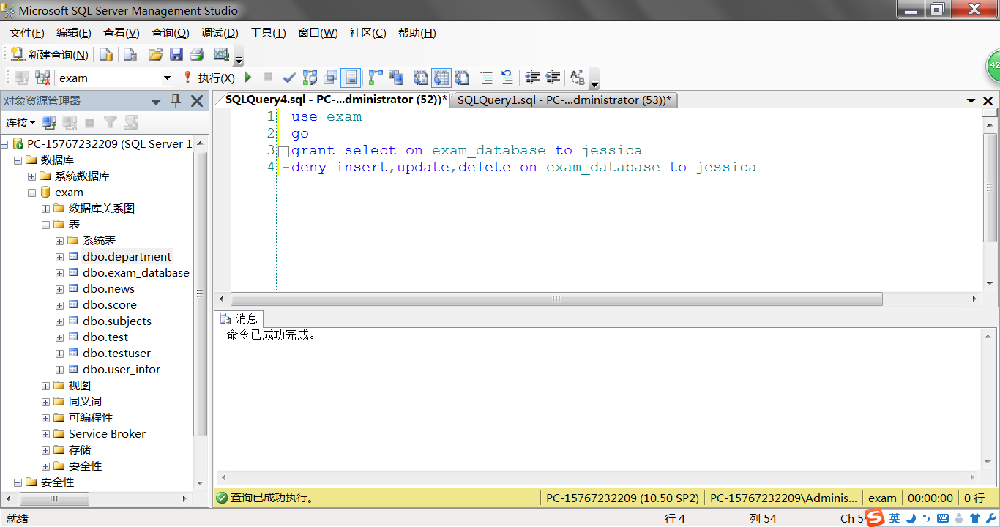 Microsoft SQL Server Management Studio
文件(F) 编辑(E) 查看(V) 查询(Q) 调试(D) 工具(T) 窗口(W) 社区(C) 帮助(H)
新建查询(N)
exam 执行(X)
42
对象资源管理器
SQLQuery4.sql - PC-...dministrator (52))* SQLQuery1.sql - PC-...dministrator (53))*
连接
PC-15767232209 (SQL Server 1
数据库
系统数据库
exam
数据库关系图
表
系统表
dbo.department
dbo.exam_database
dbo.news
dbo.score
dbo.subjects
dbo.test
dbo.testuser
dbo.user_infor
视图
同义词
可编程性
Service Broker
存储
安全性
安全性
1 use exam
2 go
3 grant select on exam_database to jessica
4 deny insert,update,delete on exam_database to jessica
消息
命令已成功完成。
查询已成功执行。 PC-15767232209 (10.50 SP2) PC-15767232209\Adminis... exam 00:00:00 0 行
就绪 行 4 列 54 Ch 54 S 英